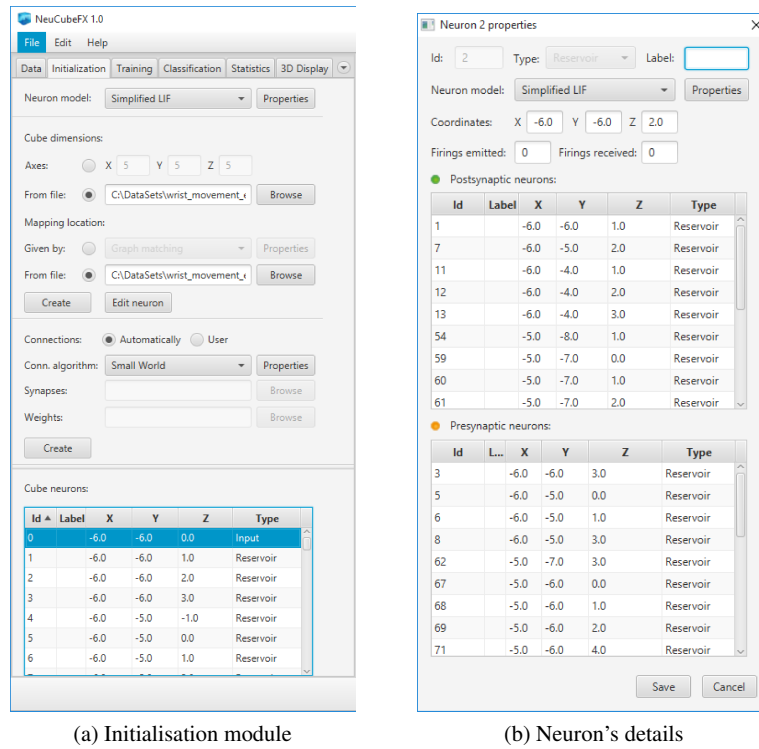 NeuCubeFX 1.0
File Edit Help
Data Initialization Training Classification Statistics 3D Display
Neuron model: Simplified LIF Properties
Cube dimensions:
Axes: X 5 Y 5 Z 5
From file: C:\DataSets\wrist_movement_e Browse
Mapping location:
Given by: Graph matching Properties
From file: C:\DataSets\wrist_movement_e Browse
Create Edit neuron
Connections: Automatically User
Conn. algorithm: Small World Properties
Synapses: Browse
Weights: Browse
Create
Cube neurons:
Id Label X Y Z Type
0 -6.0 -6.0 0.0 Input
1 -6.0 -6.0 1.0 Reservoir
2 -6.0 -6.0 2.0 Reservoir
3 -6.0 -6.0 3.0 Reservoir
4 -6.0 -5.0 -1.0 Reservoir
5 -6.0 -5.0 0.0 Reservoir
6 -6.0 -5.0 1.0 Reservoir
(a) Initialisation module
Neuron 2 properties
Id: 2 Type: Reservoir Label:
Neuron model: Simplified LIF Properties
Coordinates: X -6.0 Y -6.0 Z 2.0
Firings emitted: 0 Firings received: 0
Postsynaptic neurons:
Id Label X Y Z Type
1 -6.0 -6.0 1.0 Reservoir
7 -6.0 -5.0 2.0 Reservoir
11 -6.0 -4.0 1.0 Reservoir
12 -6.0 -4.0 2.0 Reservoir
13 -6.0 -4.0 3.0 Reservoir
54 -5.0 -8.0 1.0 Reservoir
59 -5.0 -7.0 0.0 Reservoir
60 -5.0 -7.0 1.0 Reservoir
61 -5.0 -7.0 2.0 Reservoir
Presynaptic neurons:
Id L... X Y Z Type
3 -6.0 -6.0 3.0 Reservoir
5 -6.0 -5.0 0.0 Reservoir
6 -6.0 -5.0 1.0 Reservoir
8 -6.0 -5.0 3.0 Reservoir
62 -5.0 -7.0 3.0 Reservoir
67 -5.0 -6.0 0.0 Reservoir
68 -5.0 -6.0 1.0 Reservoir
69 -5.0 -6.0 2.0 Reservoir
71 -5.0 -6.0 4.0 Reservoir
Save Cancel
(b) Neuron's details